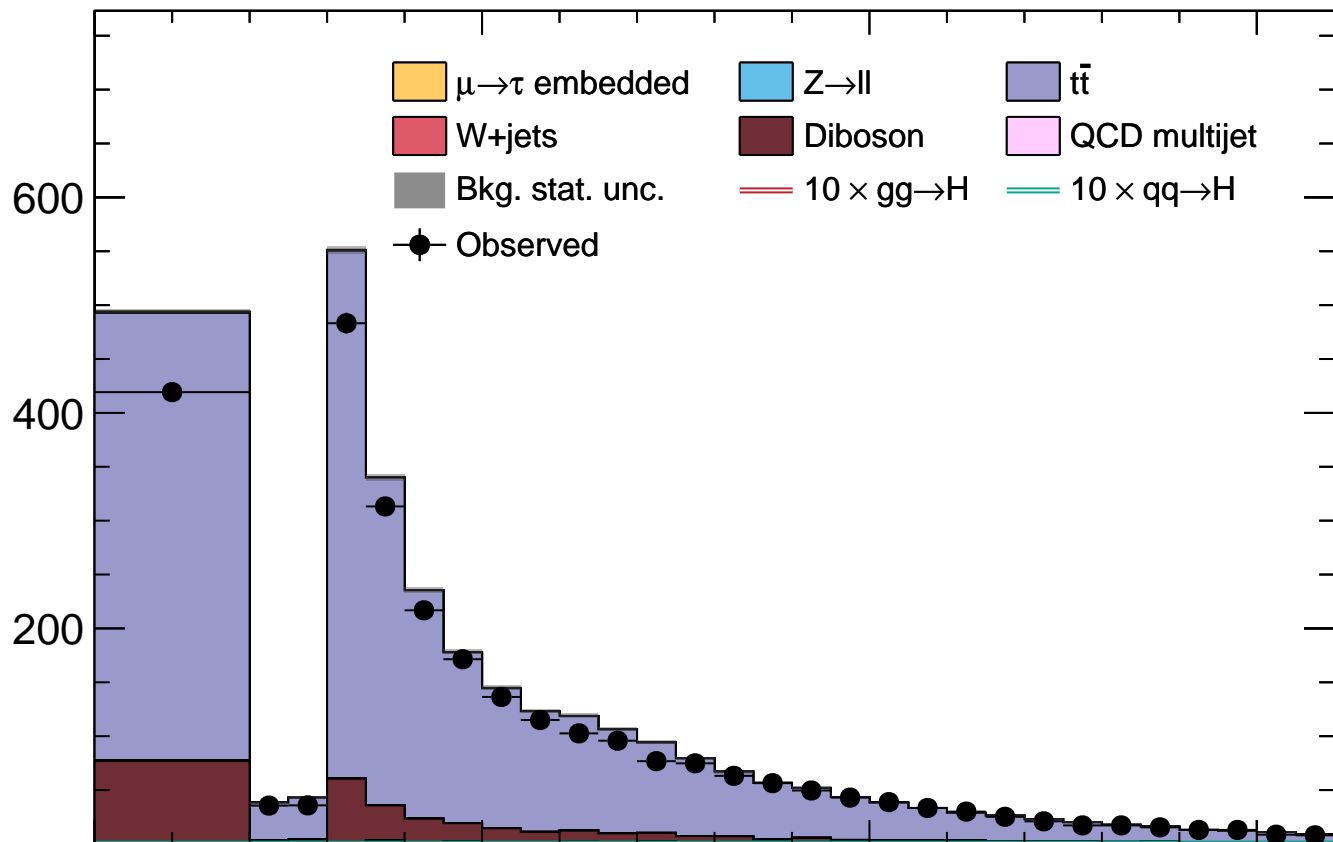 μ→τ embedded Z→ll tt̄
W+jets Diboson QCD multijet
Bkg. stat. unc. 10 × gg→H 10 × qq→H
Observed
600
400
200